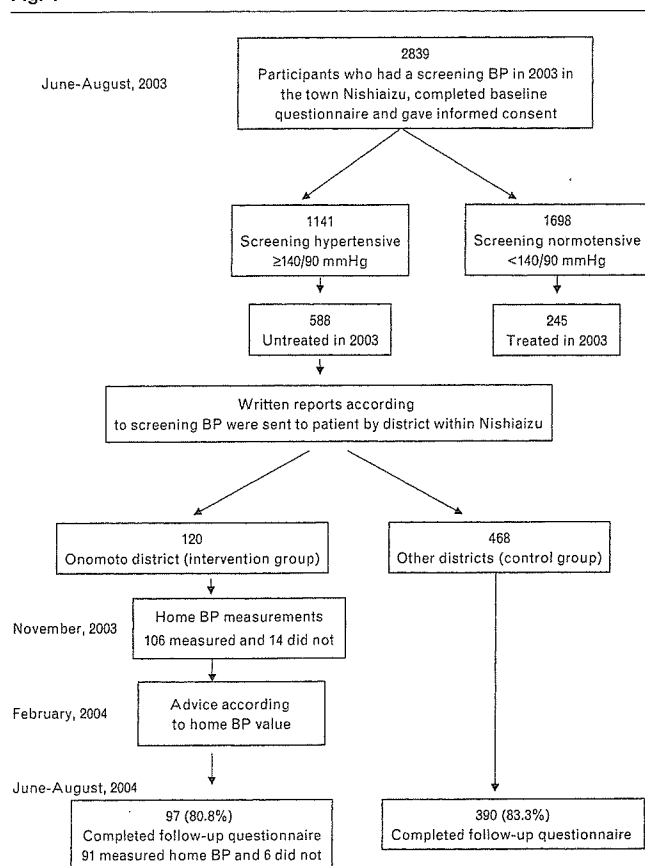 June-August, 2003
2839
Participants who had a screening BP in 2003 in
the town Nishiaizu, completed baseline
questionnaire and gave informed consent
1141
Screening hypertensive
≥140/90 mmHg
1698
Screening normotensive
<140/90 mmHg
588
Untreated in 2003
245
Treated in 2003
Written reports according
to screening BP were sent to patient by district within Nishiaizu
120
Onomoto district (intervention group)
468
Other districts (control group)
November, 2003
Home BP measurements
106 measured and 14 did not
February, 2004
Advice according
to home BP value
June-August, 2004
97 (80.8%)
Completed follow-up questionnaire
91 measured home BP and 6 did not
390 (83.3%)
Completed follow-up questionnaire